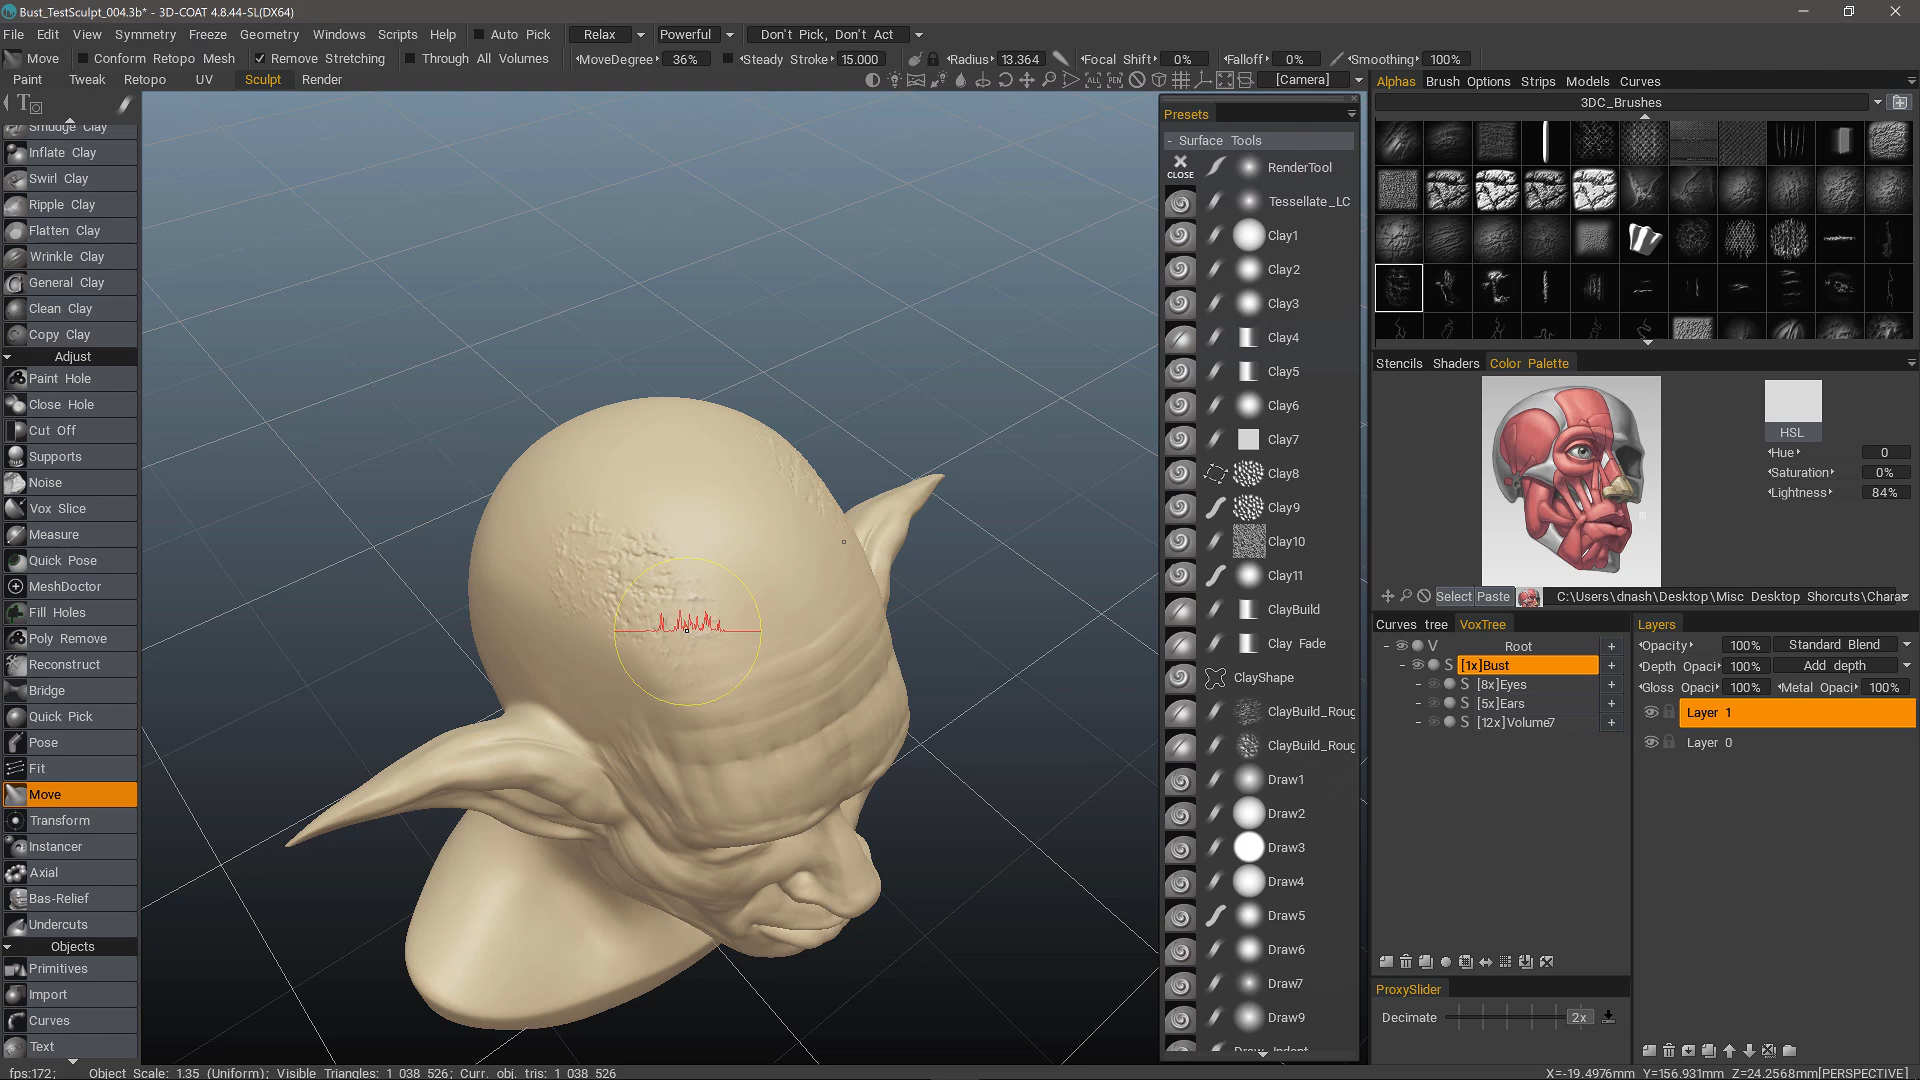 Bust_TestSculpt_004.3b* - 3D-COAT 4.8.44-SL(DX64)
File Edit View Symmetry Freeze Geometry Windows Scripts Help Auto Pick Relax Powerful Don't Pick, Don't Act
Move Conform Retopo Mesh Remove Stretching Through All Volumes MoveDegree 36% Steady Stroke 15.000 Radius 13.364 Focal Shift 0% Falloff 0% Smoothing 100%
Paint Tweak Retopo UV Sculpt Render [Camera]
Smudge Clay
Inflate Clay
Swirl Clay
Ripple Clay
Flatten Clay
Wrinkle Clay
General Clay
Clean Clay
Copy Clay
Adjust
Paint Hole
Close Hole
Cut Off
Supports
Noise
Vox Slice
Measure
Quick Pose
MeshDoctor
Fill Holes
Poly Remove
Reconstruct
Bridge
Quick Pick
Pose
Fit
Move
Transform
Instancer
Axial
Bas-Relief
Undercuts
Objects
Primitives
Import
Curves
Text
Presets
- Surface Tools
CLOSE RenderTool
Tessellate_LC
Clay1
Clay2
Clay3
Clay4
Clay5
Clay6
Clay7
Clay8
Clay9
Clay10
Clay11
ClayBuild
Clay Fade
ClayShape
ClayBuild_Roug
ClayBuild_Roug
Draw1
Draw2
Draw3
Draw4
Draw5
Draw6
Draw7
Draw9
Alphas Brush Options Strips Models Curves
3DC_Brushes
Stencils Shaders Color Palette
HSL
Hue 0
Saturation 0%
Lightness 84%
Select Paste C:\Users\dnash\Desktop\Misc Desktop Shorcuts\Chara
Curves tree VoxTree
V Root +
S [1x]Bust +
S [8x]Eyes +
S [5x]Ears +
S [12x]Volume7 +
ProxySlider
Decimate 2x
Layers
Opacity 100% Standard Blend
Depth Opaci 100% Add depth
Gloss Opaci 100% Metal Opaci 100%
Layer 1
Layer 0
fps:172; Object Scale: 1.35 (Uniform); Visible Triangles: 1 038 526; Curr. obj. tris: 1 038 526
X=-19.4976mm Y=156.931mm Z=24.2568mm[PERSPECTIVE]